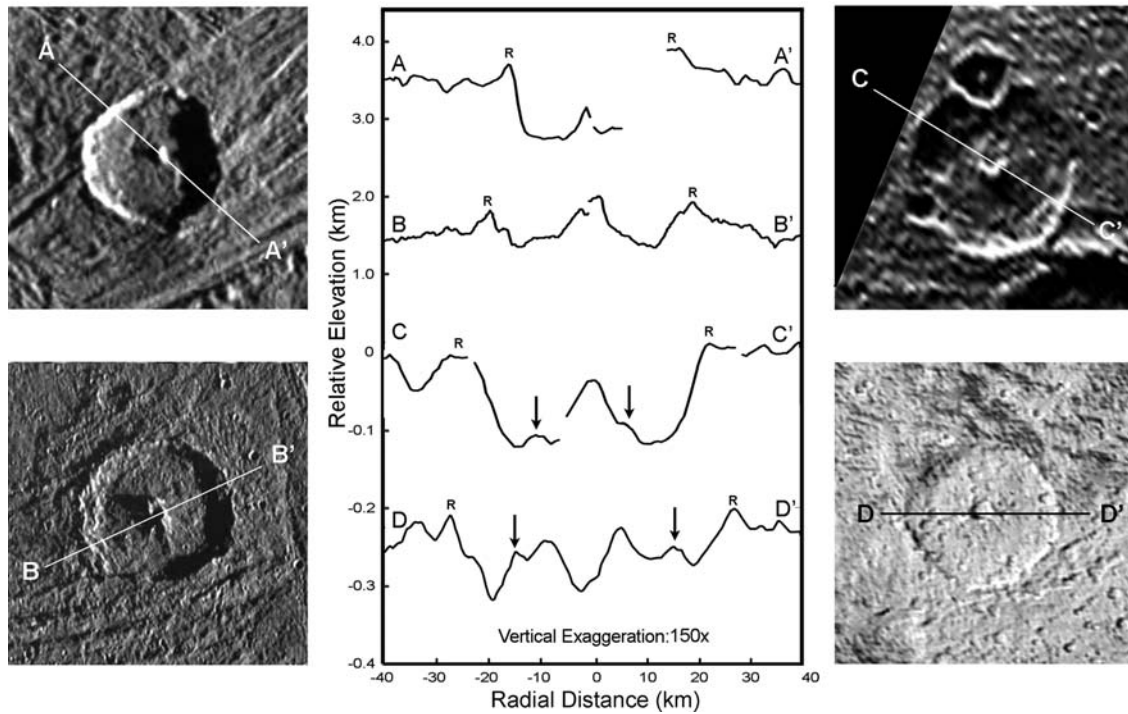 A
A'
B'
B
Relative Elevation (km)
4.0
3.0
2.0
1.0
0
-0.1
-0.2
-0.3
-0.4
R
R
A
A'
R
R
B
B'
R
R
C
C'
R
R
D
D'
Vertical Exaggeration:150x
-40 -30 -20 -10 0 10 20 30 40
Radial Distance (km)
C
C'
D
D'